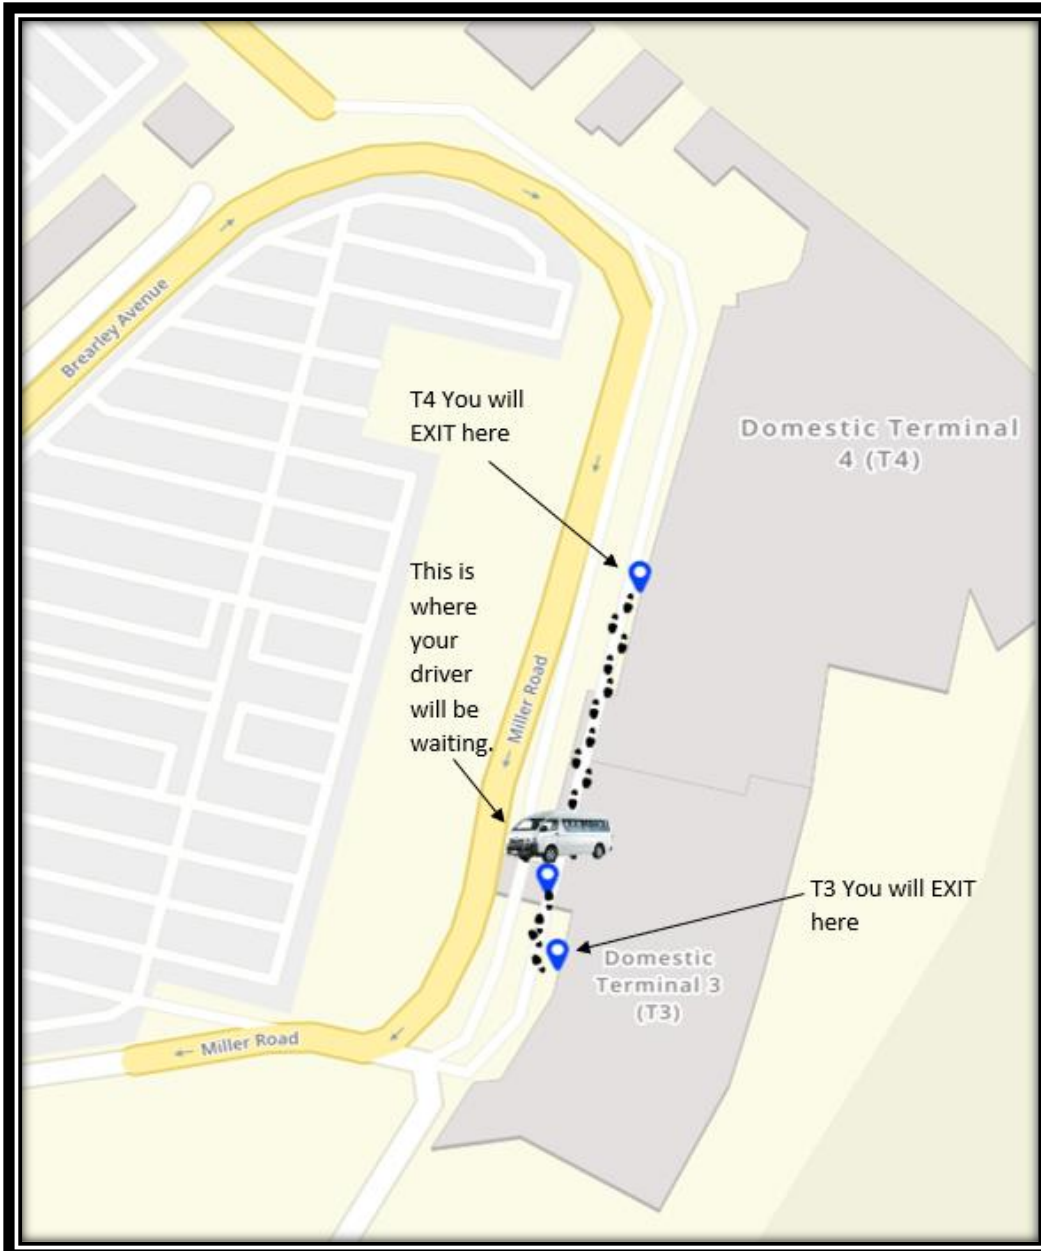 Brearley Avenue
T4 You will
EXIT here
Domestic Terminal
4 (T4)
This is
where
your
driver
will be
waiting.
Miller Road
T3 You will EXIT
here
Domestic
Terminal 3
(T3)
Miller Road